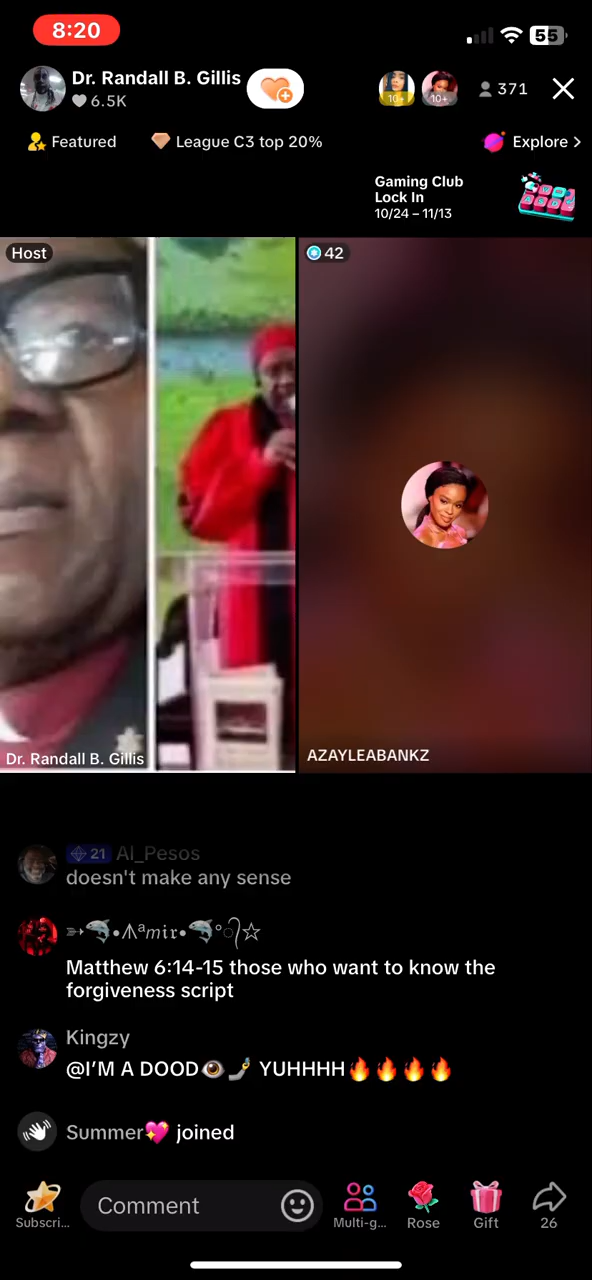 8:20
55
Dr. Randall B. Gillis
6.5K
10+
10+
371
Featured
League C3 top 20%
Explore >
Gaming Club
Lock In
10/24 – 11/13
Host
42
Dr. Randall B. Gillis
AZAYLEABANKZ
21 Al_Pesos
doesn't make any sense
➳🐬•ᗑªmir•🐬°ৎ☆
Matthew 6:14-15 those who want to know the
forgiveness script
Kingzy
@I'M A DOOD👁️🤳 YUHHHH🔥🔥🔥🔥
Summer💖 joined
Subscri...
Comment
Multi-g...
Rose
Gift
26